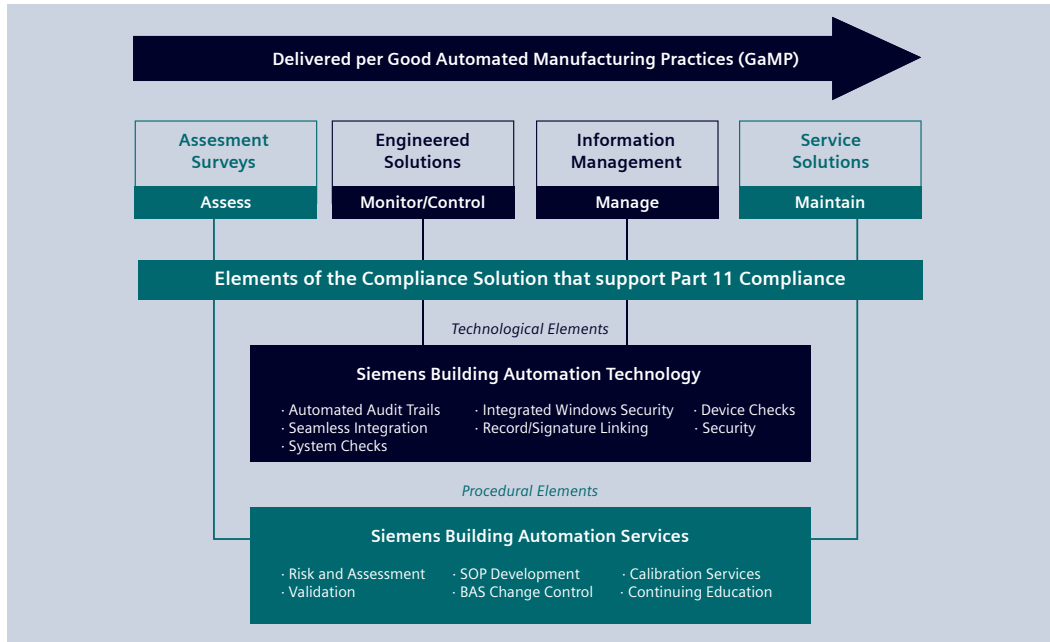 Delivered per Good Automated Manufacturing Practices (GaMP)
Assesment
Surveys
Assess
Engineered
Solutions
Monitor/Control
Information
Management
Manage
Service
Solutions
Maintain
Elements of the Compliance Solution that support Part 11 Compliance
Technological Elements
Siemens Building Automation Technology
· Automated Audit Trails
· Seamless Integration
· System Checks
· Integrated Windows Security
· Record/Signature Linking
· Device Checks
· Security
Procedural Elements
Siemens Building Automation Services
· Risk and Assessment
· Validation
· SOP Development
· BAS Change Control
· Calibration Services
· Continuing Education